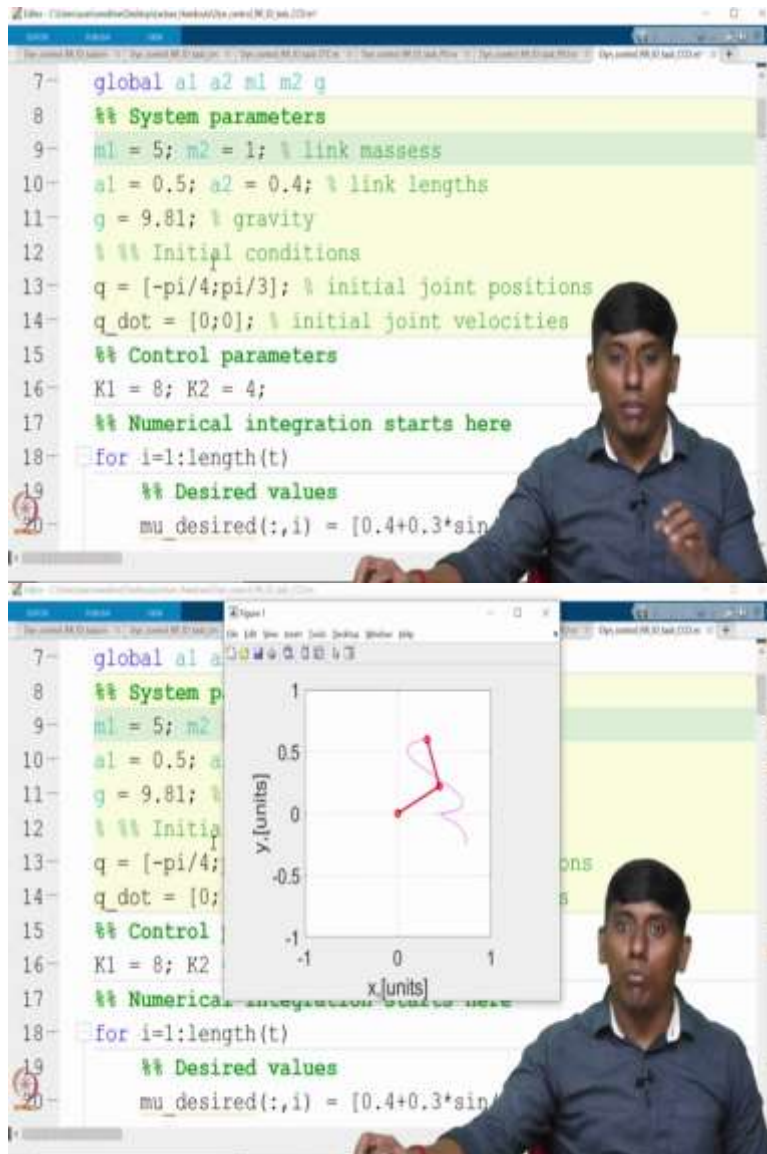 7 global a1 a2 m1 m2 g
8 %% System parameters
9 m1 = 5; m2 = 1; % link massess
10 a1 = 0.5; a2 = 0.4; % link lengths
11 g = 9.81; % gravity
12 % %% Initial conditions
13 q = [-pi/4;pi/3]; % initial joint positions
14 q_dot = [0;0]; % initial joint velocities
15 %% Control parameters
16 K1 = 8; K2 = 4;
17 %% Numerical integration starts here
18 for i=1:length(t)
19 %% Desired values
20 mu_desired(:,i) = [0.4+0.3*sin
Figure 1
File Edit View Insert Tools Desktop Window Help
7 global a1 a
8 %% System p
9 m1 = 5; m2
10 a1 = 0.5; a
11 g = 9.81; %
12 % %% Initia
13 q = [-pi/4; ons
14 q_dot = [0; s
15 %% Control
16 K1 = 8; K2
17 %% Numerical integration starts here
18 for i=1:length(t)
19 %% Desired values
20 mu_desired(:,i) = [0.4+0.3*sin
1
0.5
0
-0.5
-1
-1 0 1
y,[units]
x,[units]